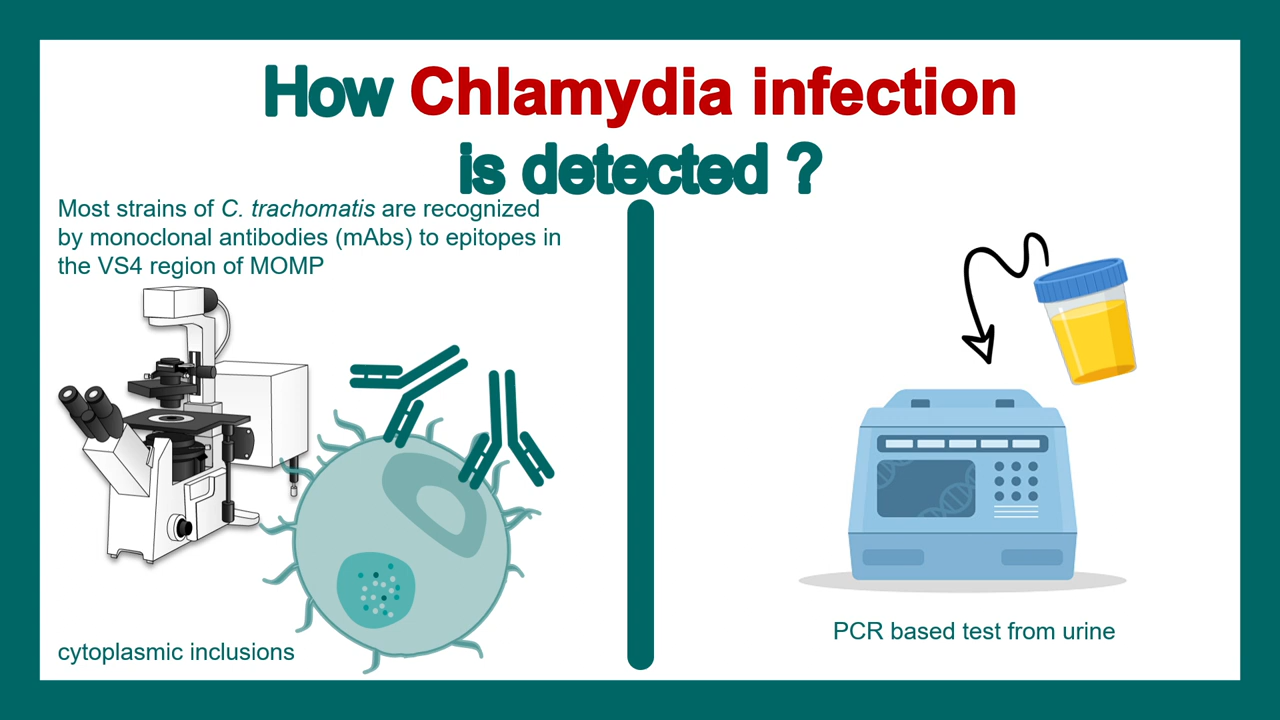 How Chlamydia infection
is detected ?
Most strains of C. trachomatis are recognized
by monoclonal antibodies (mAbs) to epitopes in
the VS4 region of MOMP
cytoplasmic inclusions
PCR based test from urine